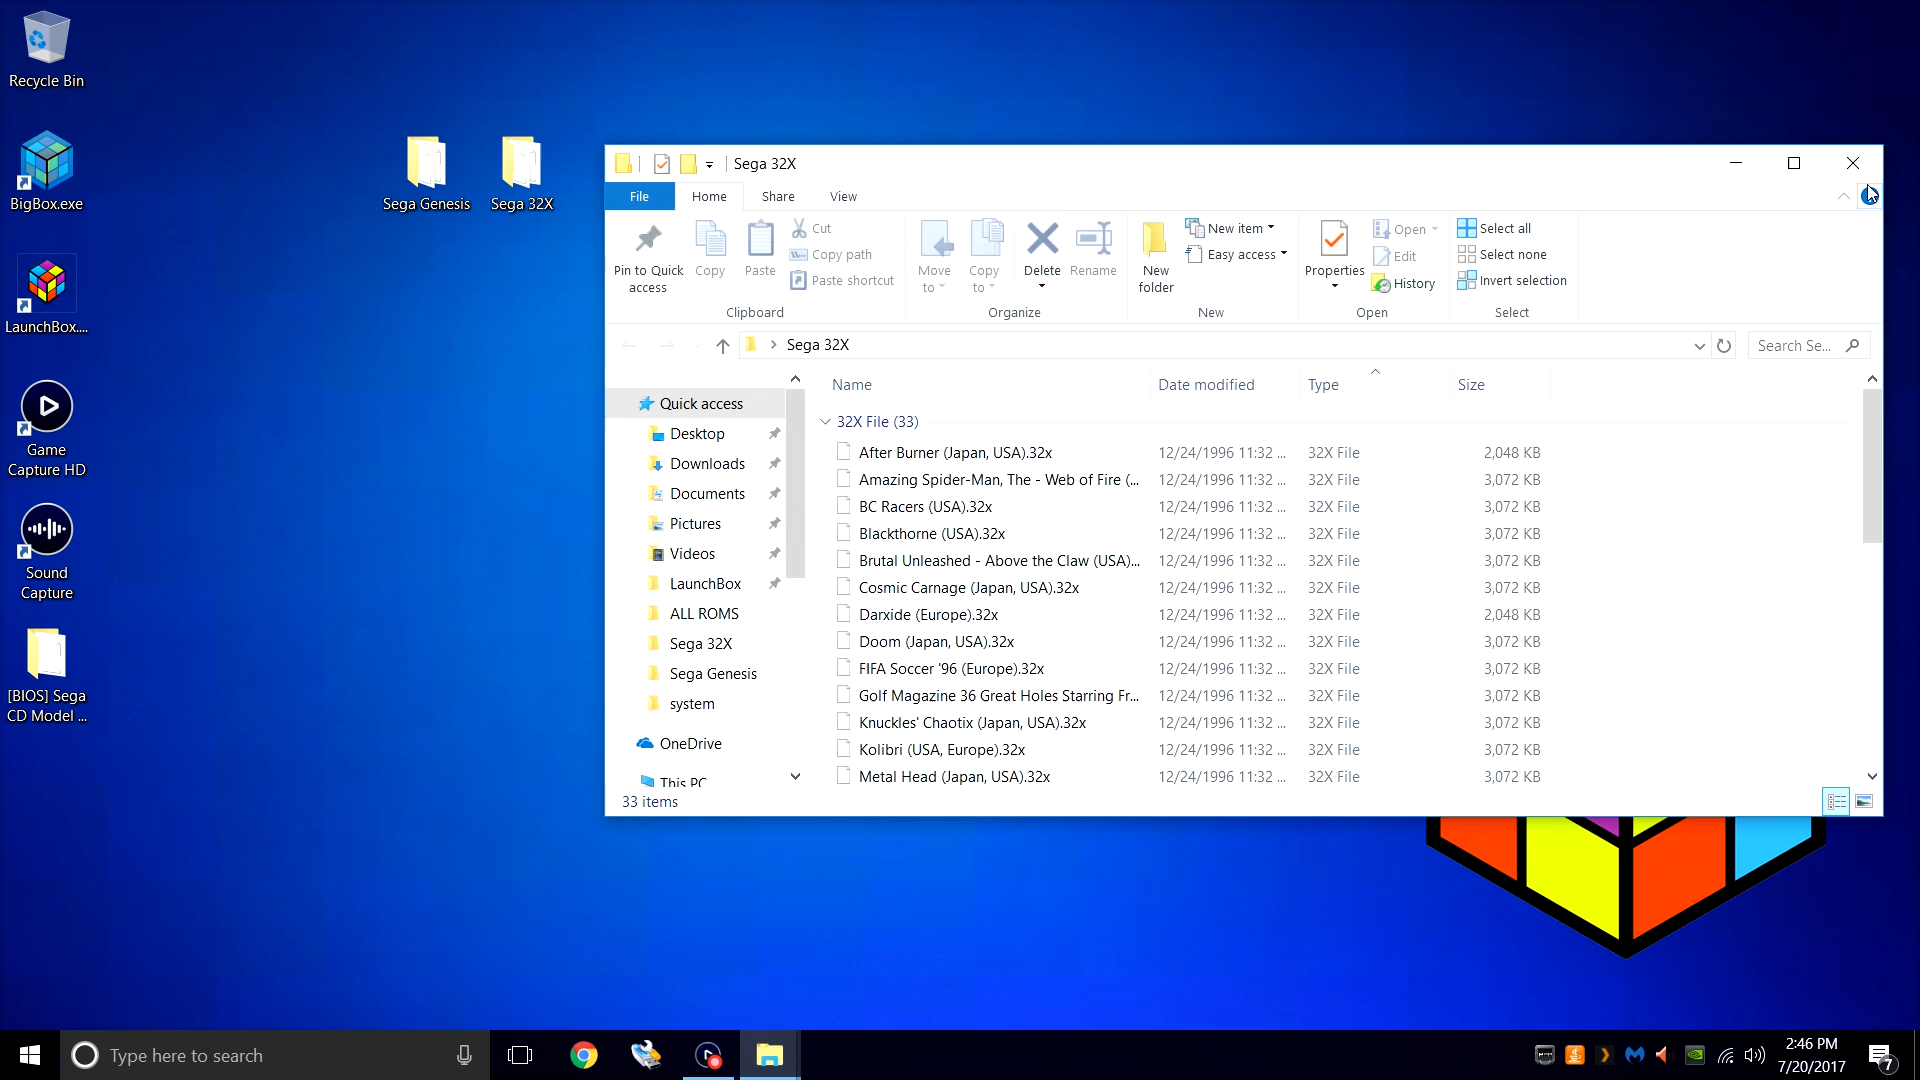 Recycle Bin
BigBox.exe
LaunchBox....
Game
Capture HD
Sound
Capture
[BIOS] Sega
CD Model ...
Sega Genesis
Sega 32X
Sega 32X
File
Home
Share
View
Pin to Quick
access
Copy
Paste
Cut
Copy path
Paste shortcut
Clipboard
Move
to
Copy
to
Delete
Rename
Organize
New
folder
New item
Easy access
New
Properties
Open
Edit
History
Open
Select all
Select none
Invert selection
Select
Sega 32X
Search Se...
Quick access
Desktop
Downloads
Documents
Pictures
Videos
LaunchBox
ALL ROMS
Sega 32X
Sega Genesis
system
OneDrive
This PC
Name Date modified Type Size
32X File (33)
After Burner (Japan, USA).32x 12/24/1996 11:32 ... 32X File 2,048 KB
Amazing Spider-Man, The - Web of Fire (... 12/24/1996 11:32 ... 32X File 3,072 KB
BC Racers (USA).32x 12/24/1996 11:32 ... 32X File 3,072 KB
Blackthorne (USA).32x 12/24/1996 11:32 ... 32X File 3,072 KB
Brutal Unleashed - Above the Claw (USA)... 12/24/1996 11:32 ... 32X File 3,072 KB
Cosmic Carnage (Japan, USA).32x 12/24/1996 11:32 ... 32X File 3,072 KB
Darxide (Europe).32x 12/24/1996 11:32 ... 32X File 2,048 KB
Doom (Japan, USA).32x 12/24/1996 11:32 ... 32X File 3,072 KB
FIFA Soccer '96 (Europe).32x 12/24/1996 11:32 ... 32X File 3,072 KB
Golf Magazine 36 Great Holes Starring Fr... 12/24/1996 11:32 ... 32X File 3,072 KB
Knuckles' Chaotix (Japan, USA).32x 12/24/1996 11:32 ... 32X File 3,072 KB
Kolibri (USA, Europe).32x 12/24/1996 11:32 ... 32X File 3,072 KB
Metal Head (Japan, USA).32x 12/24/1996 11:32 ... 32X File 3,072 KB
33 items
Type here to search
2:46 PM
7/20/2017
7